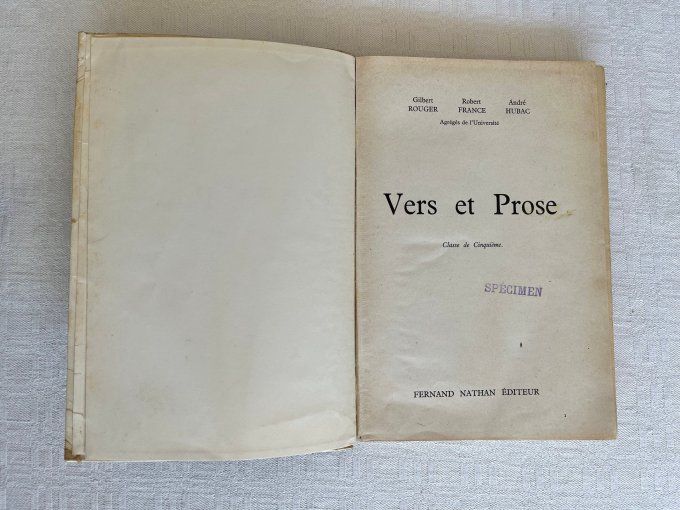 Gilbert Robert André
ROUGER FRANCE HUBAC
Agrégés de l'Université
Vers et Prose
Classe de Cinquième.
SPÉCIMEN
FERNAND NATHAN ÉDITEUR